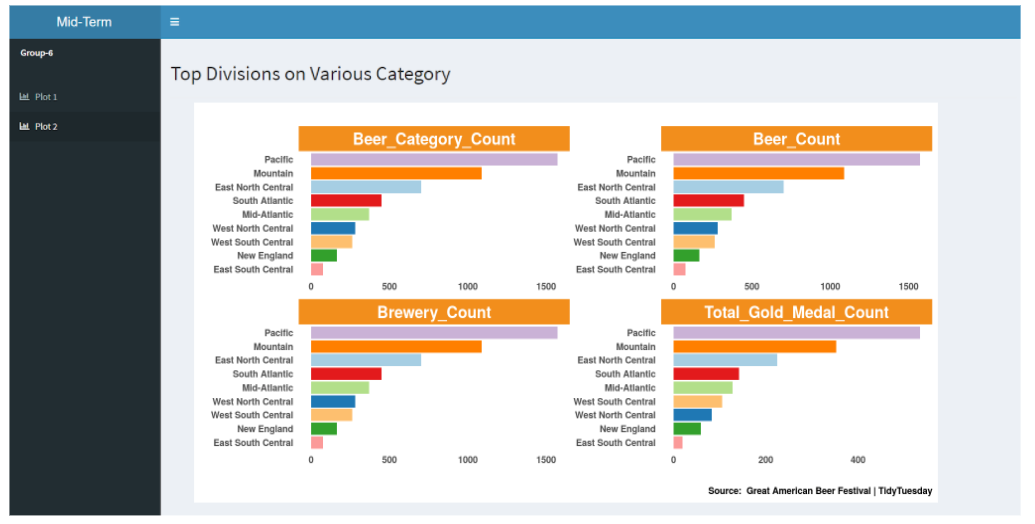 Mid-Term
Group-6
Plot 1
Plot 2
Top Divisions on Various Category
Beer_Category_Count
Pacific
Mountain
East North Central
South Atlantic
Mid-Atlantic
West North Central
West South Central
New England
East South Central
0 500 1000 1500
Beer_Count
Pacific
Mountain
East North Central
South Atlantic
Mid-Atlantic
West North Central
West South Central
New England
East South Central
0 500 1000 1500
Brewery_Count
Pacific
Mountain
East North Central
South Atlantic
Mid-Atlantic
West North Central
West South Central
New England
East South Central
0 500 1000 1500
Total_Gold_Medal_Count
Pacific
Mountain
East North Central
South Atlantic
Mid-Atlantic
West South Central
West North Central
New England
East South Central
0 200 400
Source: Great American Beer Festival | TidyTuesday